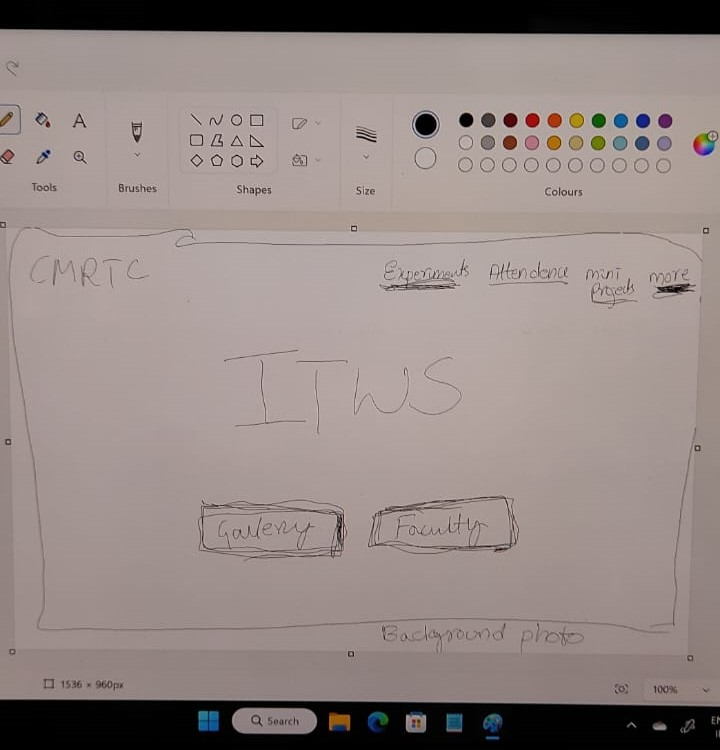 A
Tools
Brushes
Shapes
Size
Colours
CMRTC
Experiments Attendence mini Projects more
ITWS
Gallery Faculty
Background photo
1536 × 960px
100%
Search